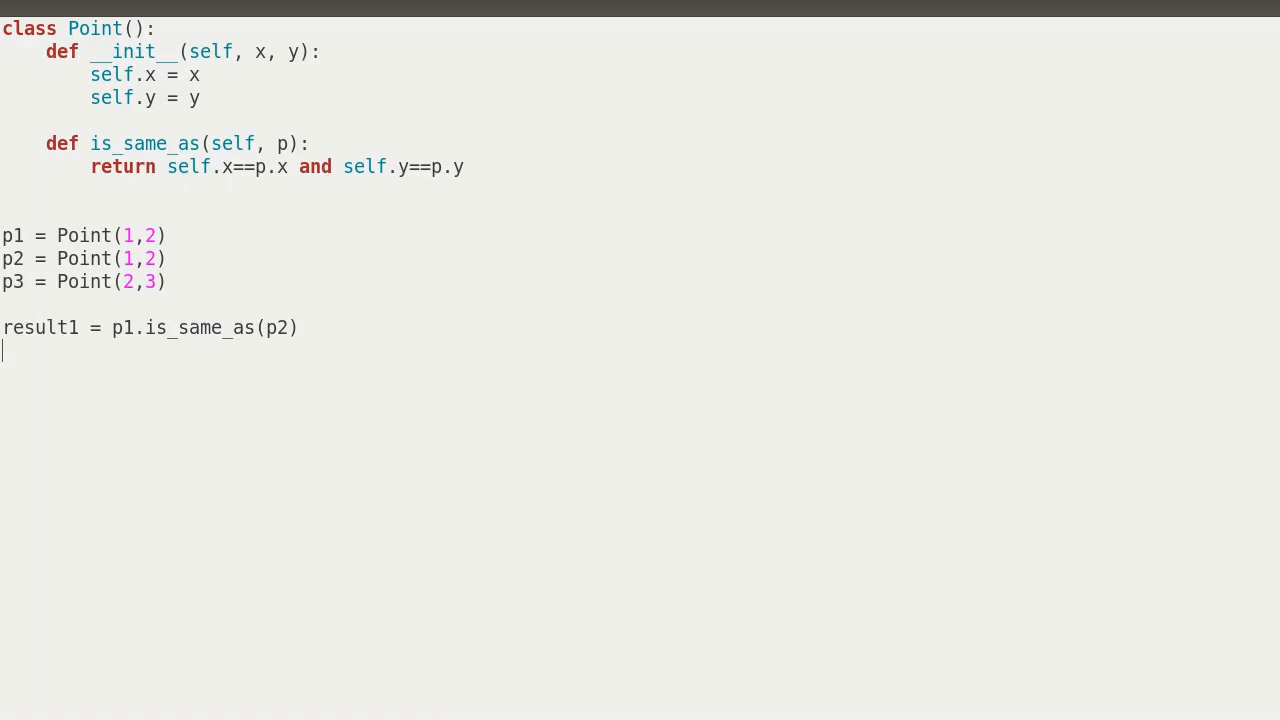 class Point():
    def __init__(self, x, y):
        self.x = x
        self.y = y

    def is_same_as(self, p):
        return self.x==p.x and self.y==p.y


p1 = Point(1,2)
p2 = Point(1,2)
p3 = Point(2,3)

result1 = p1.is_same_as(p2)